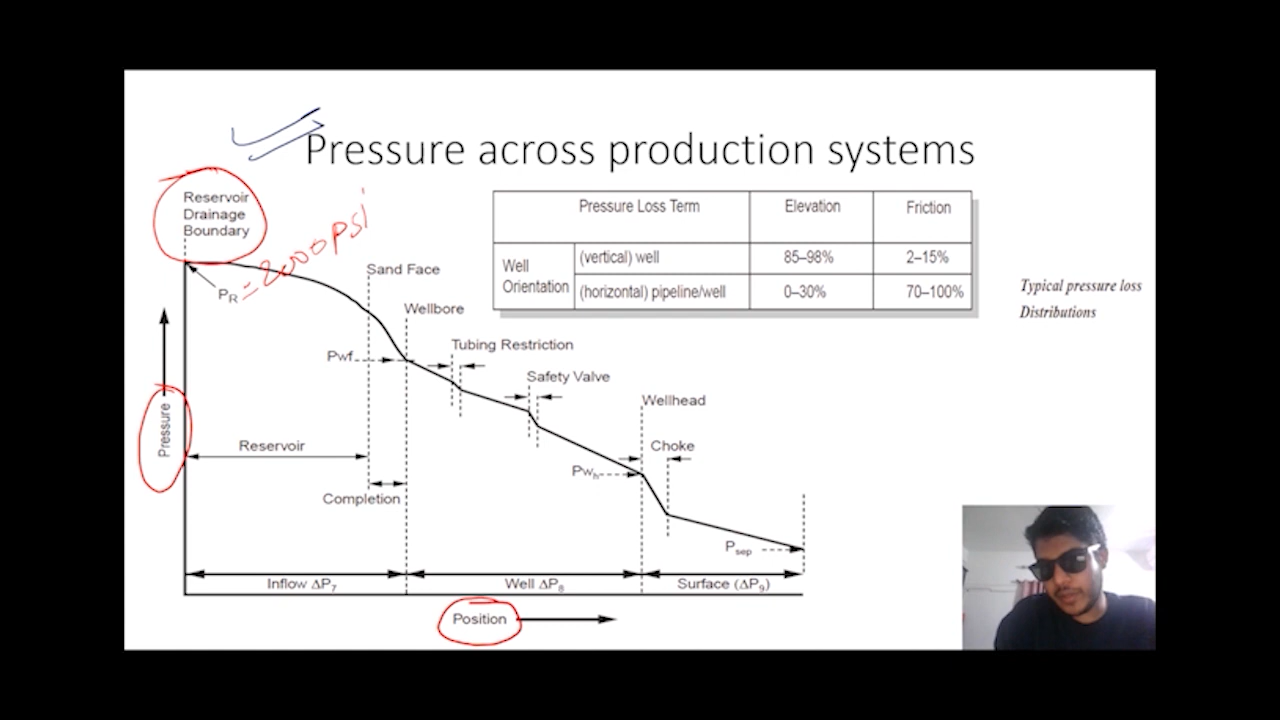 Pressure across production systems
Reservoir
Drainage
Boundary
PR
= 2000 psi
Sand Face
Wellbore
Pwf
Tubing Restriction
Safety Valve
Wellhead
Choke
Pressure
Reservoir
Completion
Pwh
Psep
Inflow ΔP7
Well ΔP8
Surface (ΔP9)
Position
Pressure Loss Term Elevation Friction
Well
Orientation
(vertical) well 85–98% 2–15%
(horizontal) pipeline/well 0–30% 70–100%
Typical pressure loss
Distributions